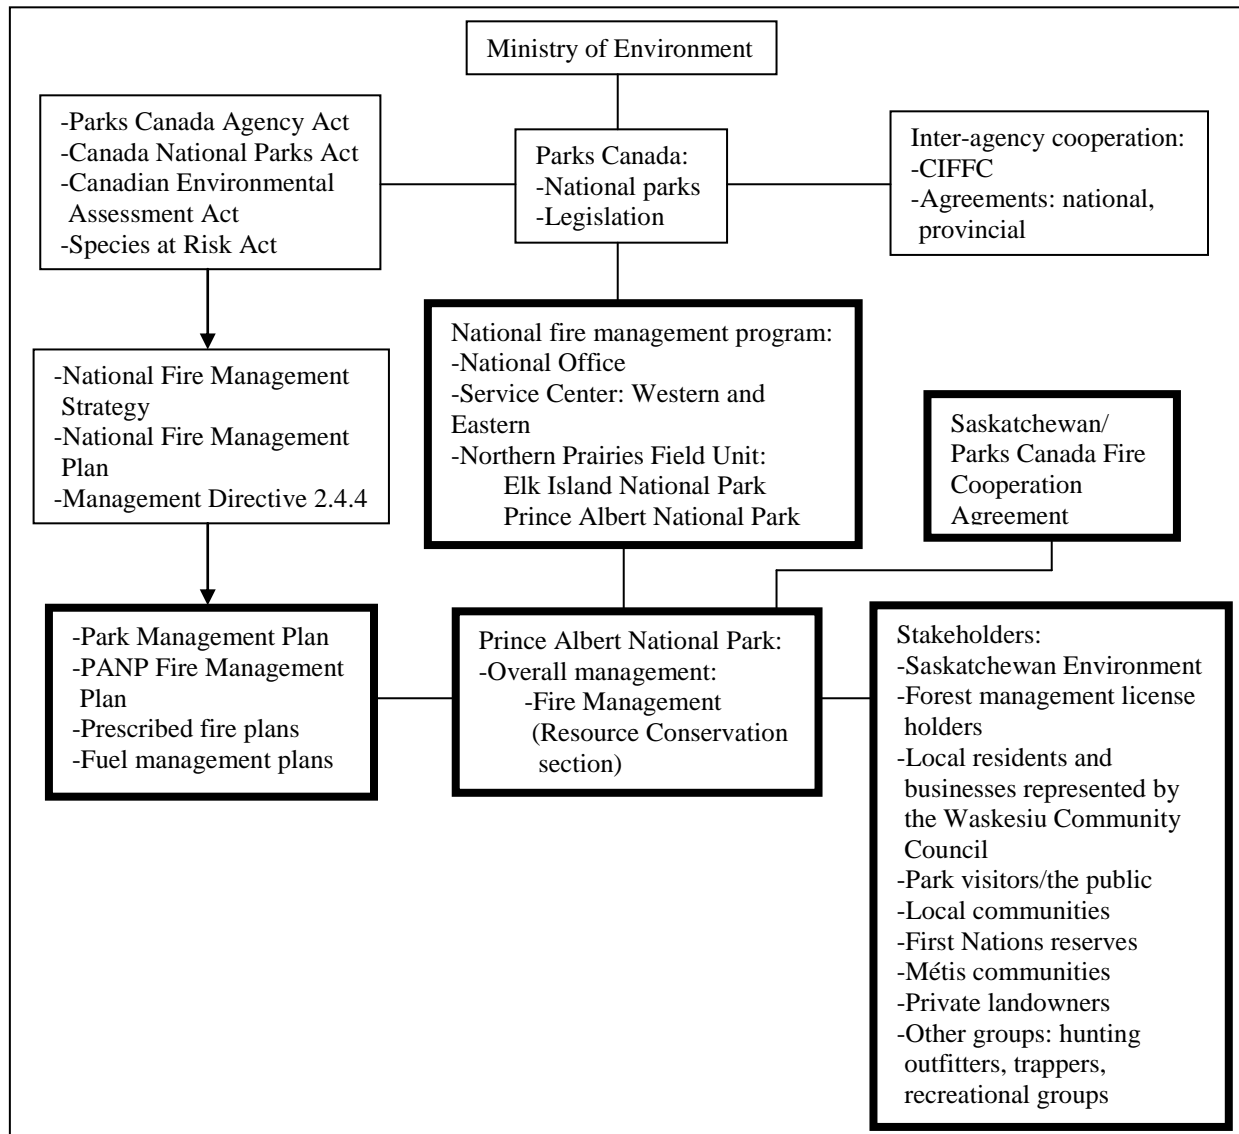 Ministry of Environment
-Parks Canada Agency Act
-Canada National Parks Act
-Canadian Environmental
Assessment Act
-Species at Risk Act
Parks Canada:
-National parks
-Legislation
Inter-agency cooperation:
-CIFFC
-Agreements: national,
provincial
-National Fire Management
Strategy
-National Fire Management
Plan
-Management Directive 2.4.4
National fire management program:
-National Office
-Service Center: Western and
Eastern
-Northern Prairies Field Unit:
Elk Island National Park
Prince Albert National Park
Saskatchewan/
Parks Canada Fire
Cooperation
Agreement
-Park Management Plan
-PANP Fire Management
Plan
-Prescribed fire plans
-Fuel management plans
Prince Albert National Park:
-Overall management:
-Fire Management
(Resource Conservation
section)
Stakeholders:
-Saskatchewan Environment
-Forest management license
holders
-Local residents and
businesses represented by
the Waskesiu Community
Council
-Park visitors/the public
-Local communities
-First Nations reserves
-Métis communities
-Private landowners
-Other groups: hunting
outfitters, trappers,
recreational groups